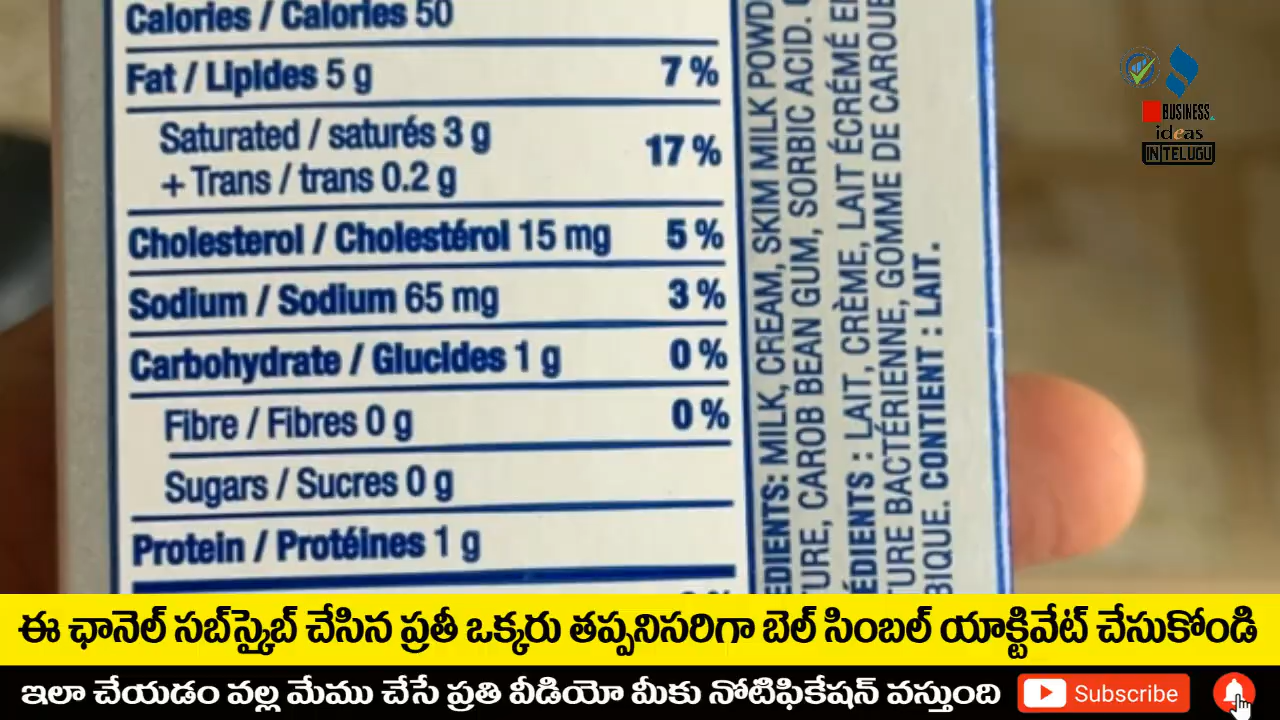 Calories / Calories 50
Fat / Lipides 5 g 7 %
Saturated / saturés 3 g
+ Trans / trans 0.2 g 17 %
Cholesterol / Cholestérol 15 mg 5 %
Sodium / Sodium 65 mg 3 %
Carbohydrate / Glucides 1 g 0 %
Fibre / Fibres 0 g 0 %
Sugars / Sucres 0 g
Protein / Protéines 1 g
EDIENTS: MILK, CREAM, SKIM MILK POWD
TURE, CAROB BEAN GUM, SORBIC ACID.
ÉDIENTS : LAIT, CRÈME, LAIT ÉCRÉMÉ E
TURE BACTÉRIENNE, GOMME DE CAROUB
BIQUE. CONTIENT : LAIT.
BUSINESS
ideas
IN TELUGU
ఈ ఛానెల్ సబ్‌స్క్రైబ్ చేసిన ప్రతీ ఒక్కరు తప్పనిసరిగా బెల్ సింబల్ యాక్టివేట్ చేసుకోండి
ఇలా చేయడం వల్ల మేము చేసే ప్రతి వీడియో మీకు నోటిఫికేషన్ వస్తుంది
Subscribe